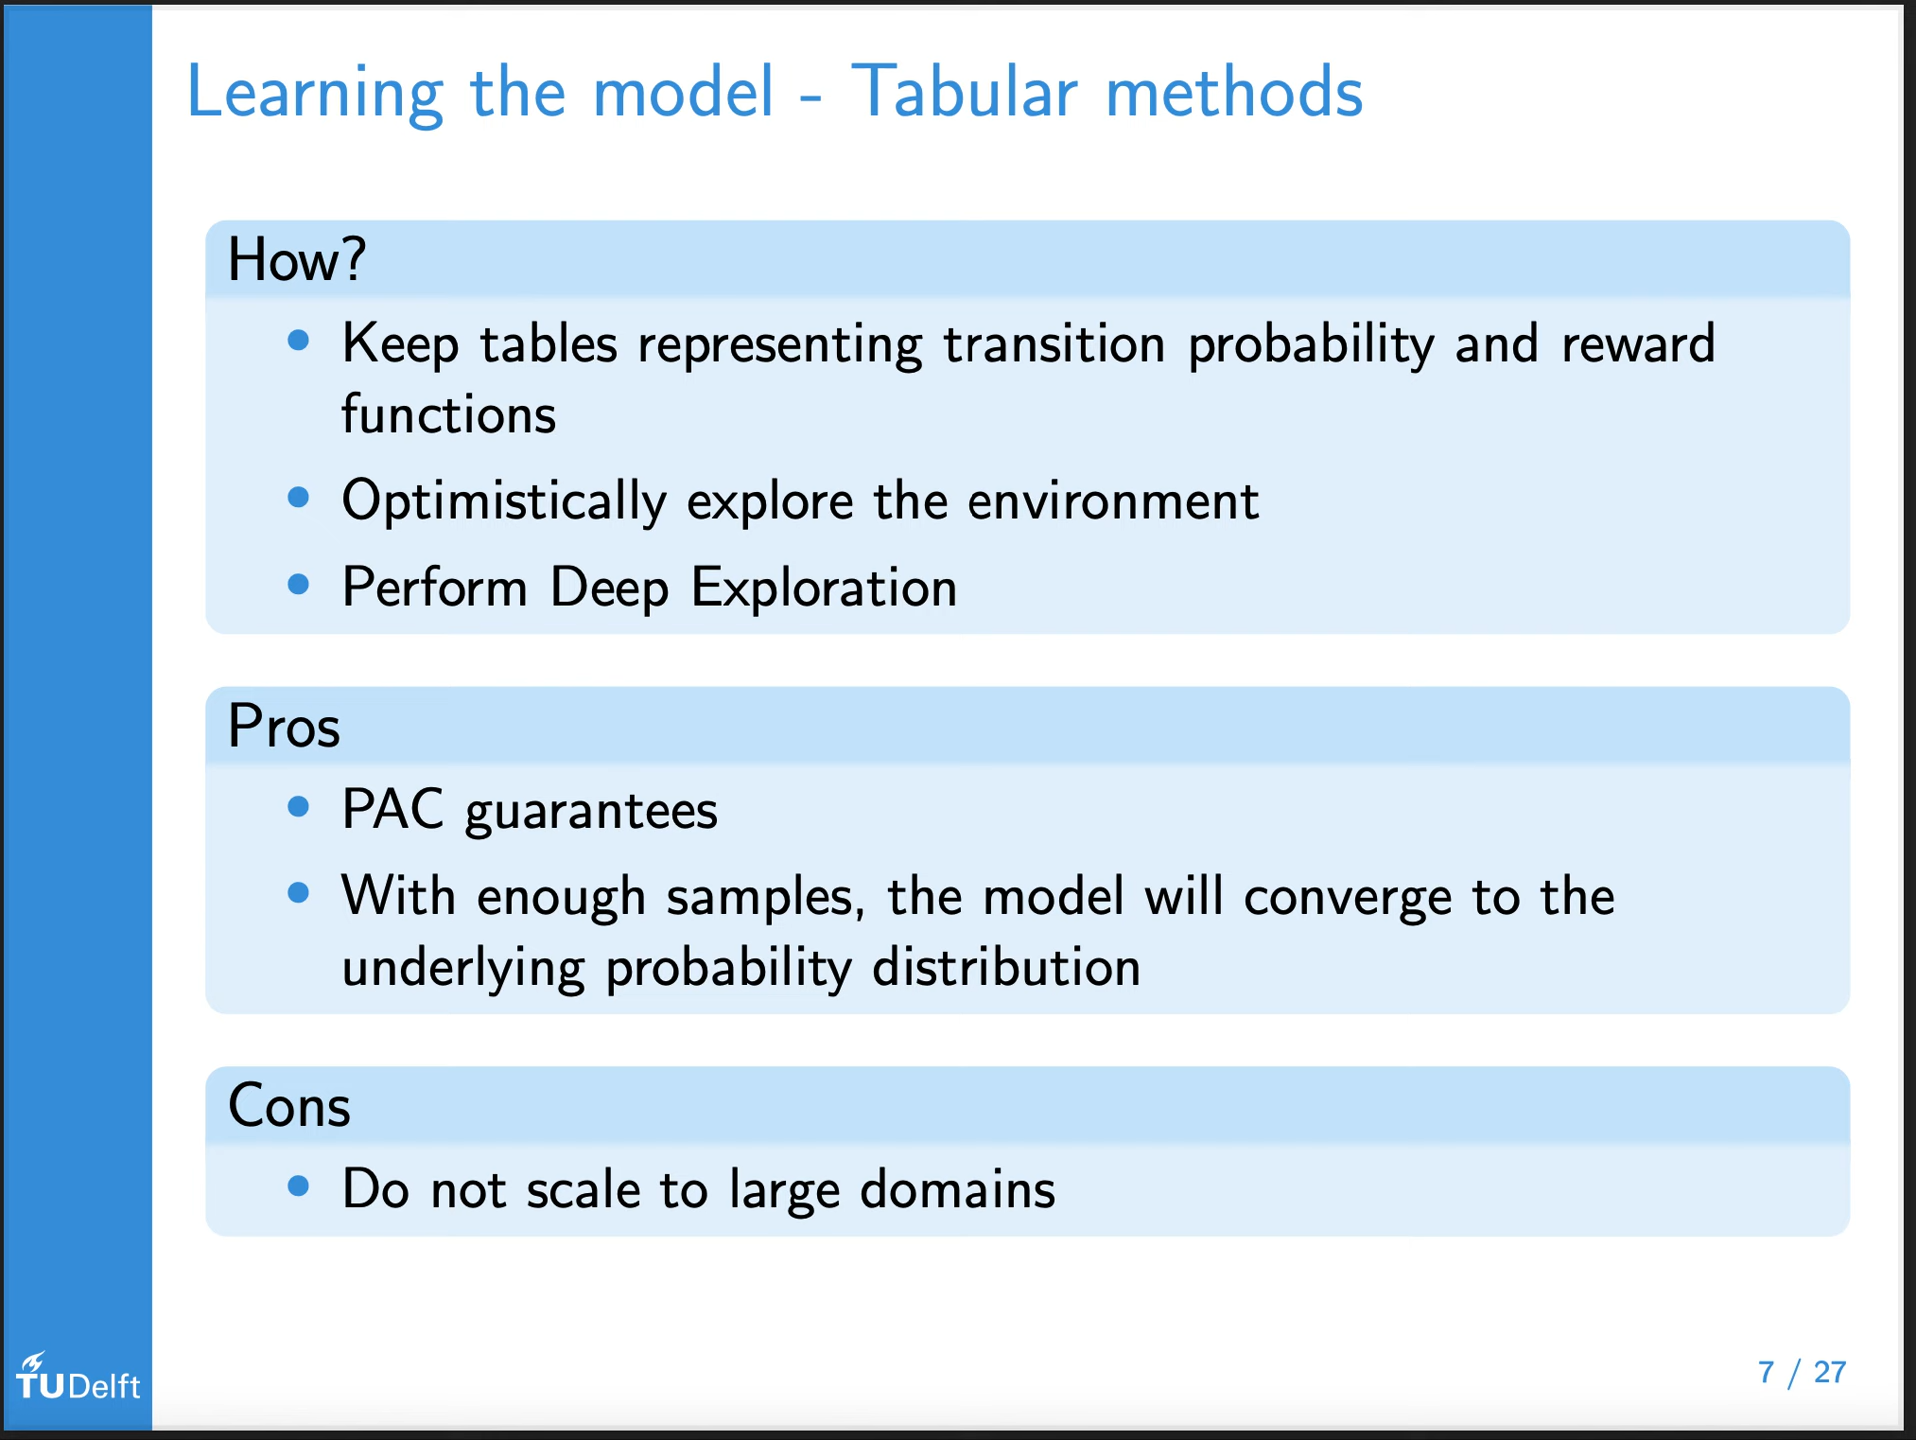 Learning the model - Tabular methods
How?
Keep tables representing transition probability and reward
functions
Optimistically explore the environment
Perform Deep Exploration
Pros
PAC guarantees
With enough samples, the model will converge to the
underlying probability distribution
Cons
Do not scale to large domains
TUDelft
7 / 27